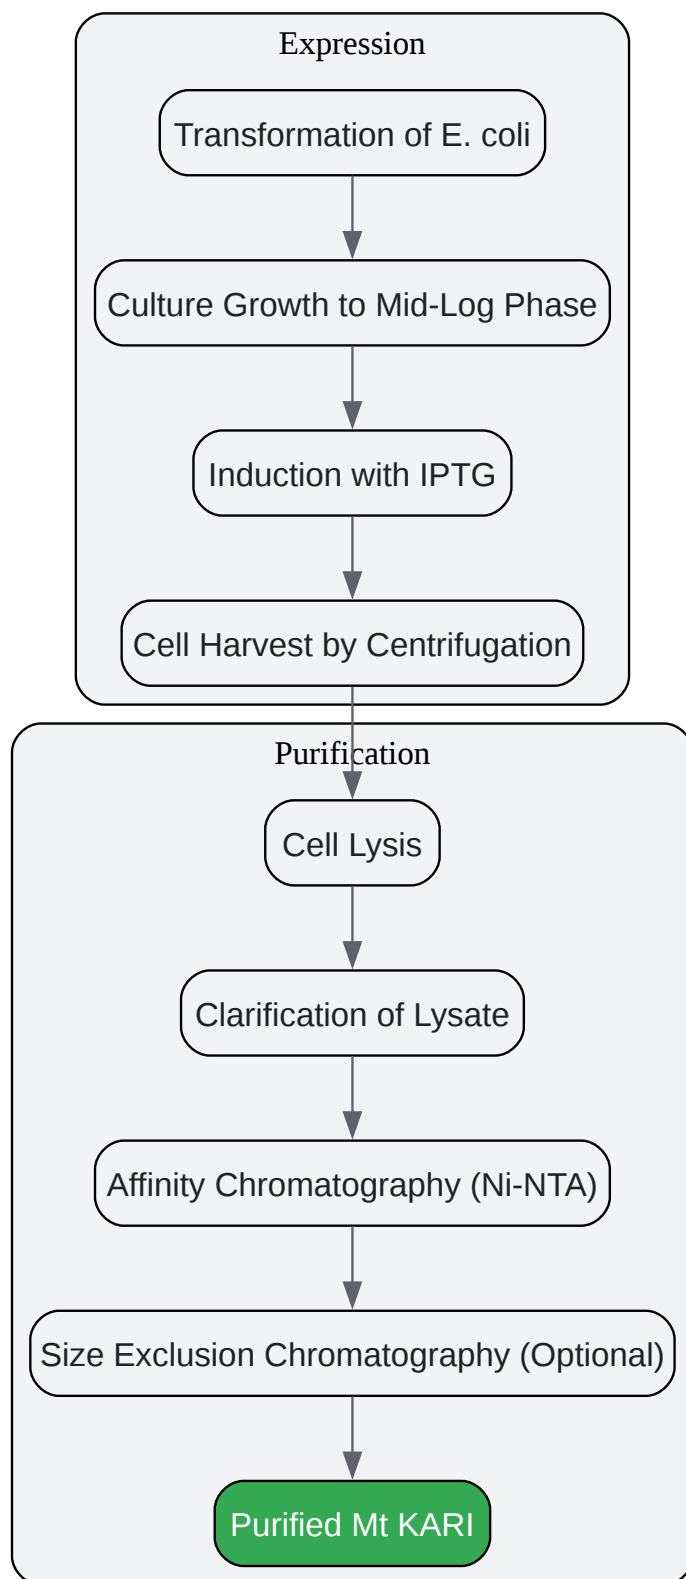 Expression
Transformation of E. coli
Culture Growth to Mid-Log Phase
Induction with IPTG
Cell Harvest by Centrifugation
Purification
Cell Lysis
Clarification of Lysate
Affinity Chromatography (Ni-NTA)
Size Exclusion Chromatography (Optional)
Purified Mt KARI